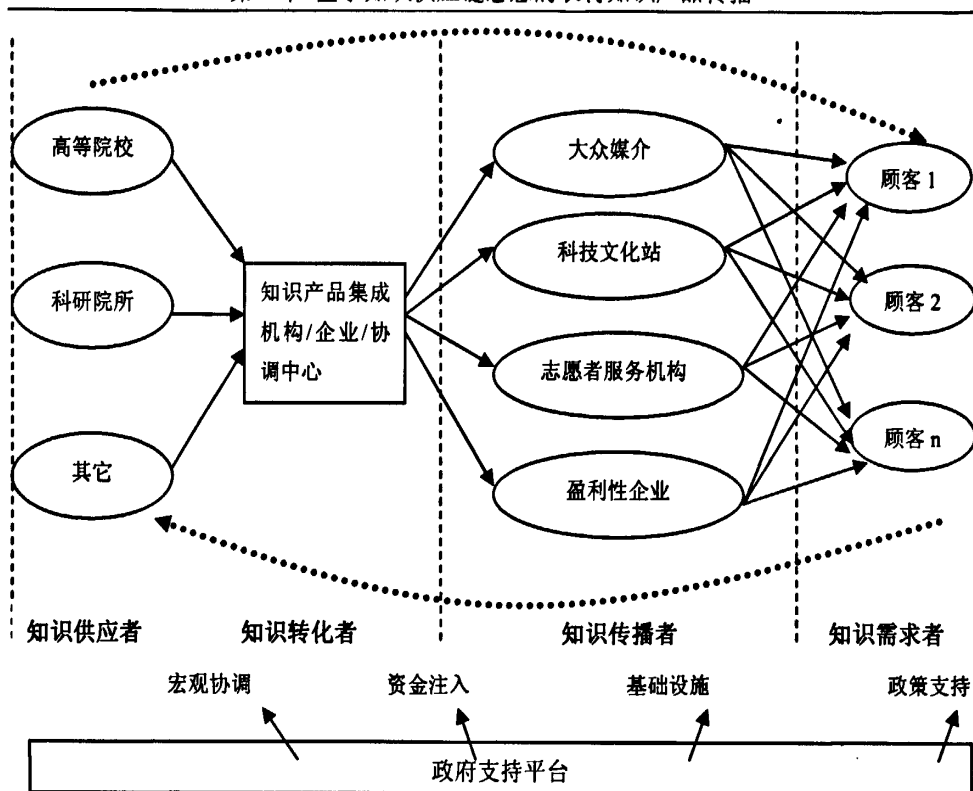 高等院校
大众媒介
顾客 1
科技文化站
科研院所
知识产品集成
机构/企业/协
调中心
顾客 2
志愿者服务机构
顾客 n
其它
盈利性企业
知识供应者
知识转化者
知识传播者
知识需求者
宏观协调
资金注入
基础设施
政策支持
政府支持平台